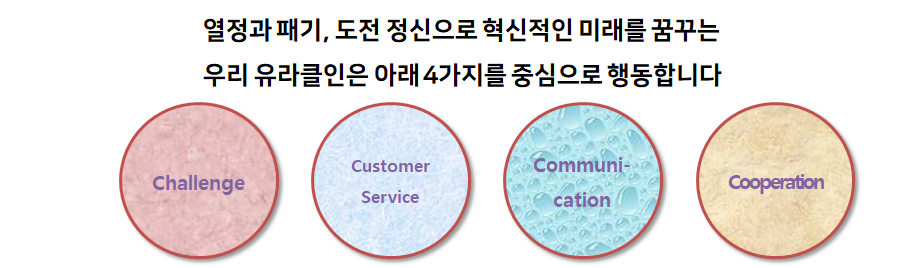 열정과 패기, 도전 정신으로 혁신적인 미래를 꿈꾸는
우리 유라클인은 아래 4가지를 중심으로 행동합니다
Challenge
Customer
Service
Communi-
cation
Cooperation